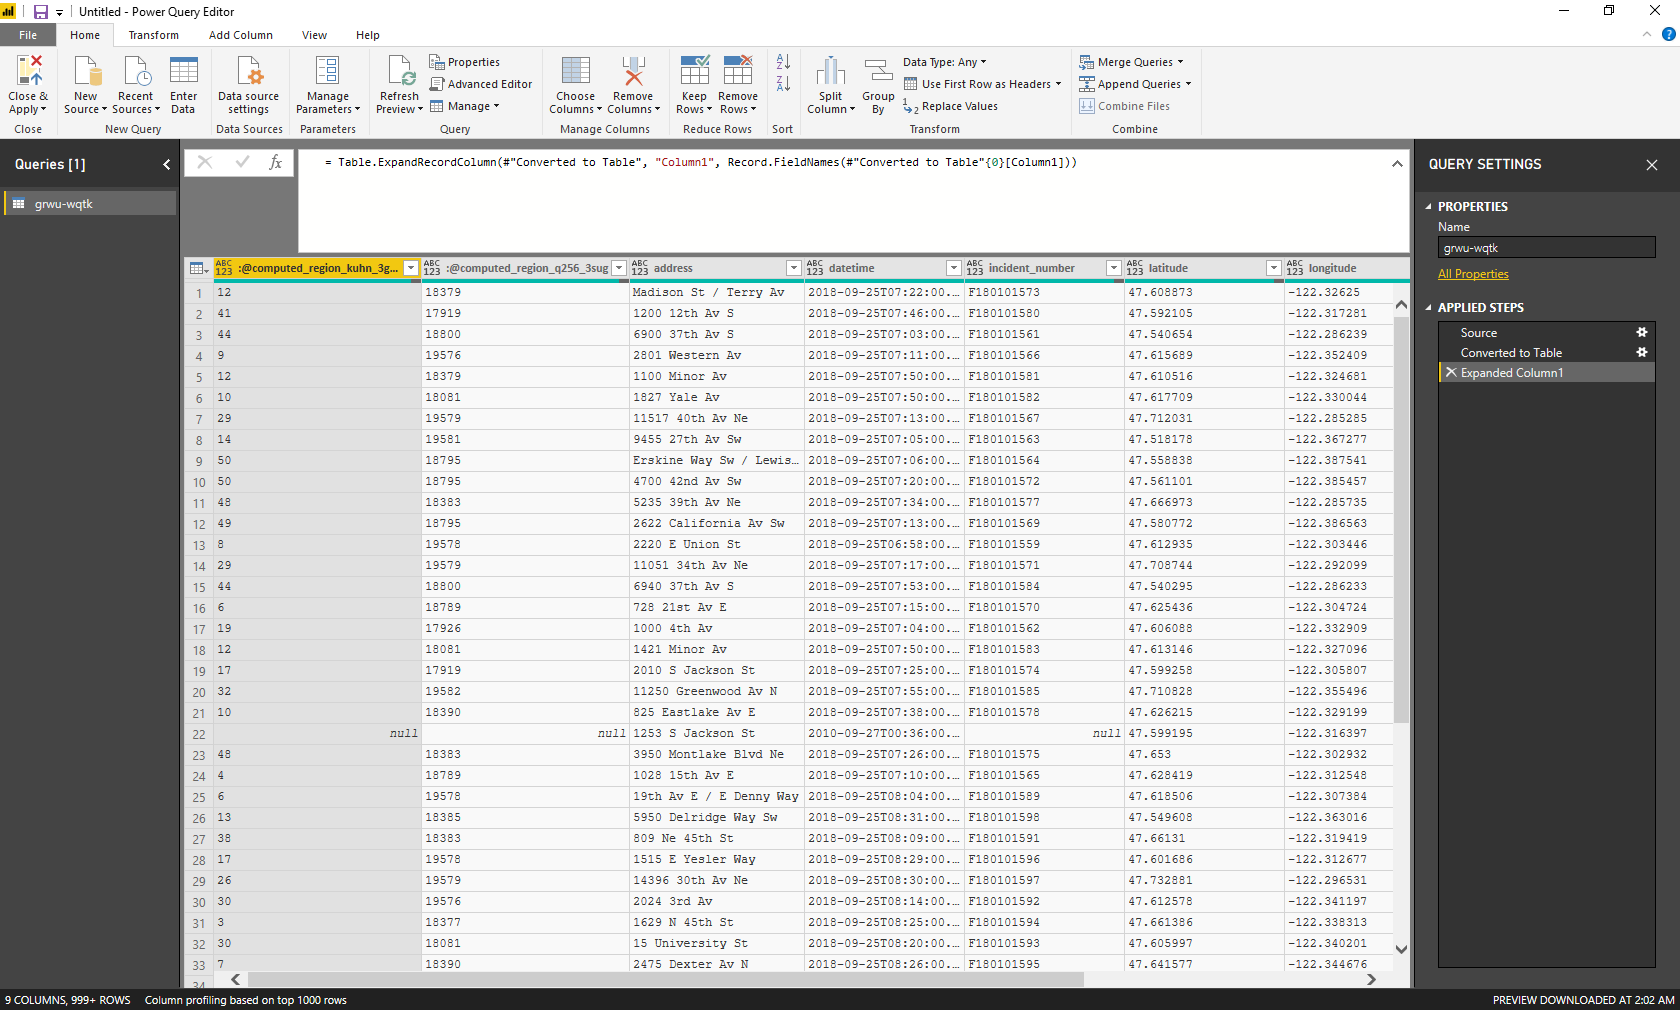 Untitled - Power Query Editor
File Home Transform Add Column View Help
Close & Apply
New Source
Recent Sources
Enter Data
Data source settings
Manage Parameters
Refresh Preview
Properties
Advanced Editor
Manage
Choose Columns
Remove Columns
Keep Rows
Remove Rows
Split Column
Group By
Data Type: Any
Use First Row as Headers
Replace Values
Merge Queries
Append Queries
Combine Files
Close New Query Data Sources Parameters Query Manage Columns Reduce Rows Sort Transform Combine
Queries [1]
grwu-wqtk
fx
= Table.ExpandRecordColumn(#"Converted to Table", "Column1", Record.FieldNames(#"Converted to Table"{0}[Column1]))
ABC 123 :@computed_region_kuhn_3g... ABC 123 :@computed_region_q256_3sug ABC 123 address ABC 123 datetime ABC 123 incident_number ABC 123 latitude ABC 123 longitude
1 12 18379 Madison St / Terry Av 2018-09-25T07:22:00.... F180101573 47.608873 -122.32625
2 41 17919 1200 12th Av S 2018-09-25T07:46:00.... F180101580 47.592105 -122.317281
3 44 18800 6900 37th Av S 2018-09-25T07:03:00.... F180101561 47.540654 -122.286239
4 9 19576 2801 Western Av 2018-09-25T07:11:00.... F180101566 47.615689 -122.352409
5 12 18379 1100 Minor Av 2018-09-25T07:50:00.... F180101581 47.610516 -122.324681
6 10 18081 1827 Yale Av 2018-09-25T07:50:00.... F180101582 47.617709 -122.330044
7 29 19579 11517 40th Av Ne 2018-09-25T07:13:00.... F180101567 47.712031 -122.285285
8 14 19581 9455 27th Av Sw 2018-09-25T07:05:00.... F180101563 47.518178 -122.367277
9 50 18795 Erskine Way Sw / Lewis... 2018-09-25T07:06:00.... F180101564 47.558838 -122.387541
10 50 18795 4700 42nd Av Sw 2018-09-25T07:20:00.... F180101572 47.561101 -122.385457
11 48 18383 5235 39th Av Ne 2018-09-25T07:34:00.... F180101577 47.666973 -122.285735
12 49 18795 2622 California Av Sw 2018-09-25T07:13:00.... F180101569 47.580772 -122.386563
13 8 19578 2220 E Union St 2018-09-25T06:58:00.... F180101559 47.612935 -122.303446
14 29 19579 11051 34th Av Ne 2018-09-25T07:17:00.... F180101571 47.708744 -122.292099
15 44 18800 6940 37th Av S 2018-09-25T07:53:00.... F180101584 47.540295 -122.286233
16 6 18789 728 21st Av E 2018-09-25T07:15:00.... F180101570 47.625436 -122.304724
17 19 17926 1000 4th Av 2018-09-25T07:04:00.... F180101562 47.606088 -122.332909
18 12 18081 1421 Minor Av 2018-09-25T07:50:00.... F180101583 47.613146 -122.327096
19 17 17919 2010 S Jackson St 2018-09-25T07:25:00.... F180101574 47.599258 -122.305807
20 32 19582 11250 Greenwood Av N 2018-09-25T07:55:00.... F180101585 47.710828 -122.355496
21 10 18390 825 Eastlake Av E 2018-09-25T07:38:00.... F180101578 47.626215 -122.329199
22 null null 1253 S Jackson St 2010-09-27T00:36:00.... null 47.599195 -122.316397
23 48 18383 3950 Montlake Blvd Ne 2018-09-25T07:26:00.... F180101575 47.653 -122.302932
24 4 18789 1028 15th Av E 2018-09-25T07:10:00.... F180101565 47.628419 -122.312548
25 6 19578 19th Av E / E Denny Way 2018-09-25T08:04:00.... F180101589 47.618506 -122.307384
26 13 18385 5950 Delridge Way Sw 2018-09-25T08:31:00.... F180101598 47.549608 -122.363016
27 38 18383 809 Ne 45th St 2018-09-25T08:09:00.... F180101591 47.66131 -122.319419
28 17 19578 1515 E Yesler Way 2018-09-25T08:29:00.... F180101596 47.601686 -122.312677
29 26 19579 14396 30th Av Ne 2018-09-25T08:30:00.... F180101597 47.732881 -122.296531
30 30 19576 2024 3rd Av 2018-09-25T08:14:00.... F180101592 47.612578 -122.341197
31 3 18377 1629 N 45th St 2018-09-25T08:25:00.... F180101594 47.661386 -122.338313
32 30 18081 15 University St 2018-09-25T08:20:00.... F180101593 47.605997 -122.340201
33 7 18390 2475 Dexter Av N 2018-09-25T08:26:00.... F180101595 47.641577 -122.344676
34
QUERY SETTINGS
PROPERTIES
Name
grwu-wqtk
All Properties
APPLIED STEPS
Source
Converted to Table
Expanded Column1
9 COLUMNS, 999+ ROWS Column profiling based on top 1000 rows
PREVIEW DOWNLOADED AT 2:02 AM